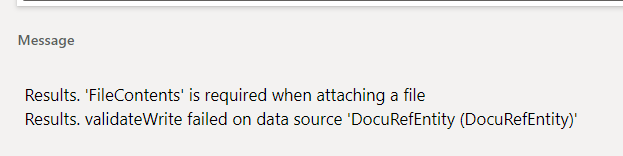 Message
Results. 'FileContents' is required when attaching a file
Results. validateWrite failed on data source 'DocuRefEntity (DocuRefEntity)'